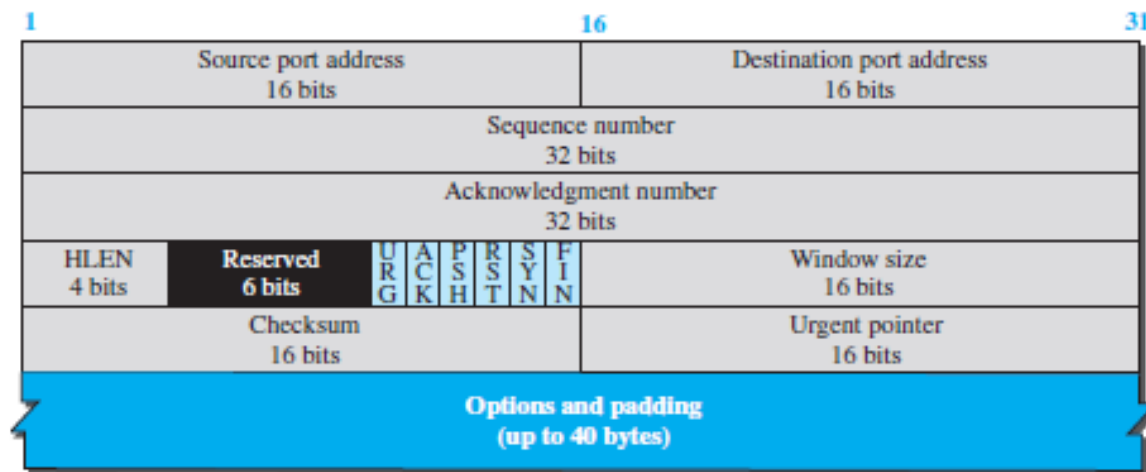 1 16 31
Source port address Destination port address
16 bits 16 bits
Sequence number
32 bits
Acknowledgment number
32 bits
HLEN Reserved URG ACK PSH RST SYN FIN Window size
4 bits 6 bits 16 bits
Checksum Urgent pointer
16 bits 16 bits
Options and padding
(up to 40 bytes)